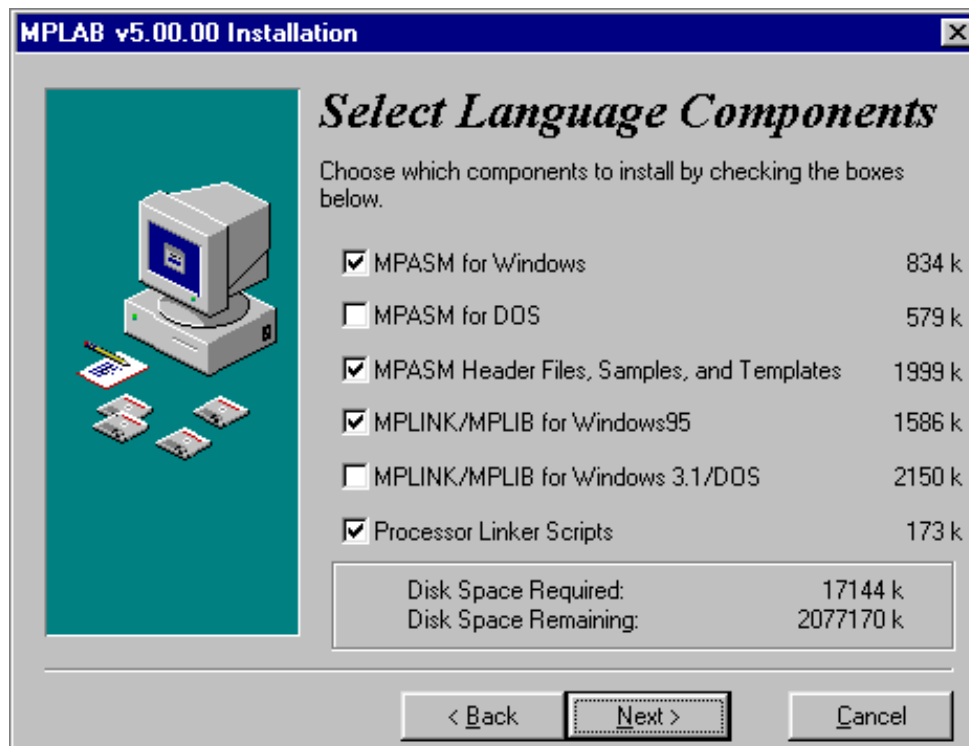 MPLAB v5.00.00 Installation
Select Language Components
Choose which components to install by checking the boxes
below.
MPASM for Windows 834 k
MPASM for DOS 579 k
MPASM Header Files, Samples, and Templates 1999 k
MPLINK/MPLIB for Windows95 1586 k
MPLINK/MPLIB for Windows 3.1/DOS 2150 k
Processor Linker Scripts 173 k
Disk Space Required: 17144 k
Disk Space Remaining: 2077170 k
< Back Next > Cancel